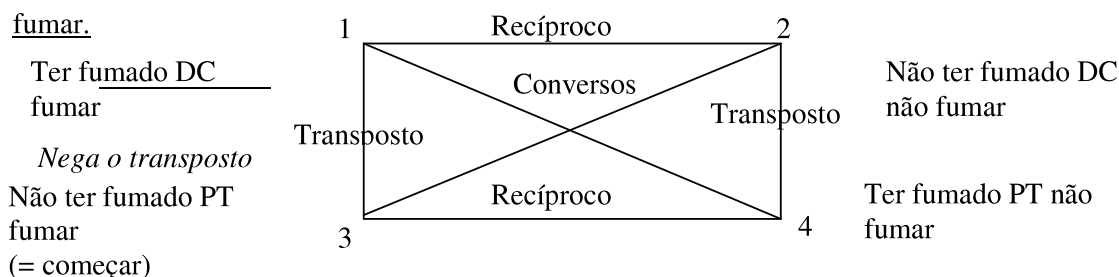 fumar.
1
Recíproco
2
Ter fumado DC
fumar
Conversos
Não ter fumado DC
não fumar
Transposto
Transposto
Nega o transposto
Não ter fumado PT
fumar
(= começar)
Recíproco
Ter fumado PT não
fumar
3
4